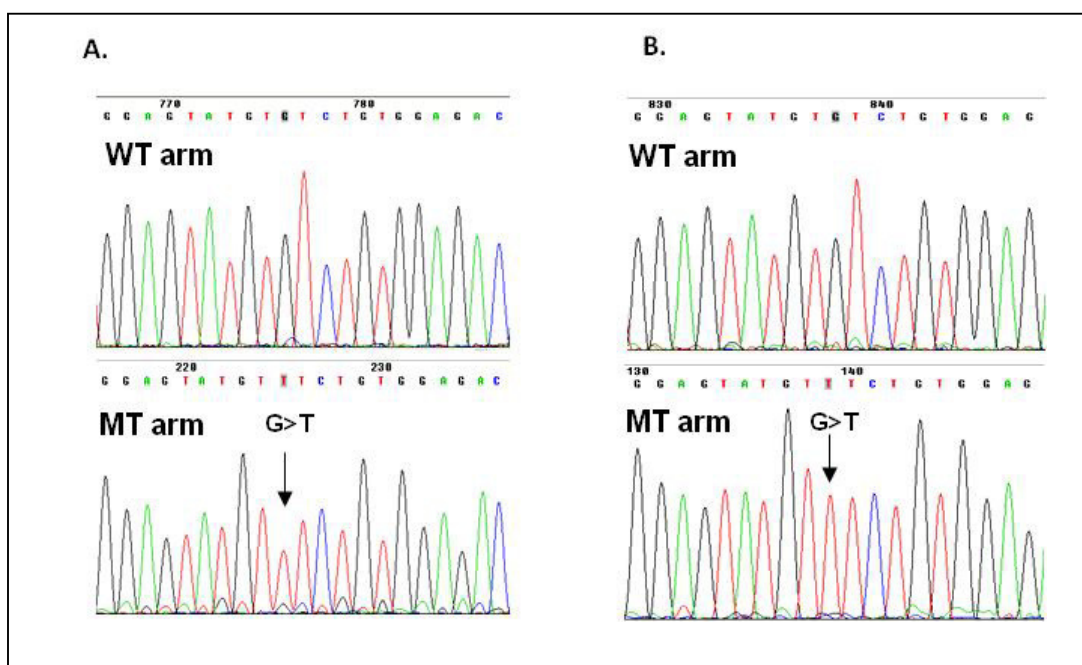 A.
770 780
G G A G T A T G T G T C T G T G G A G A C
WT arm
220 230
G G A G T A T G T T T C T G T G G A G A C
MT arm
G>T
B.
830 840
G G A G T A T G T G T C T G T G G A G
WT arm
130 140
G G A G T A T G T T T C T G T G G A G
MT arm
G>T